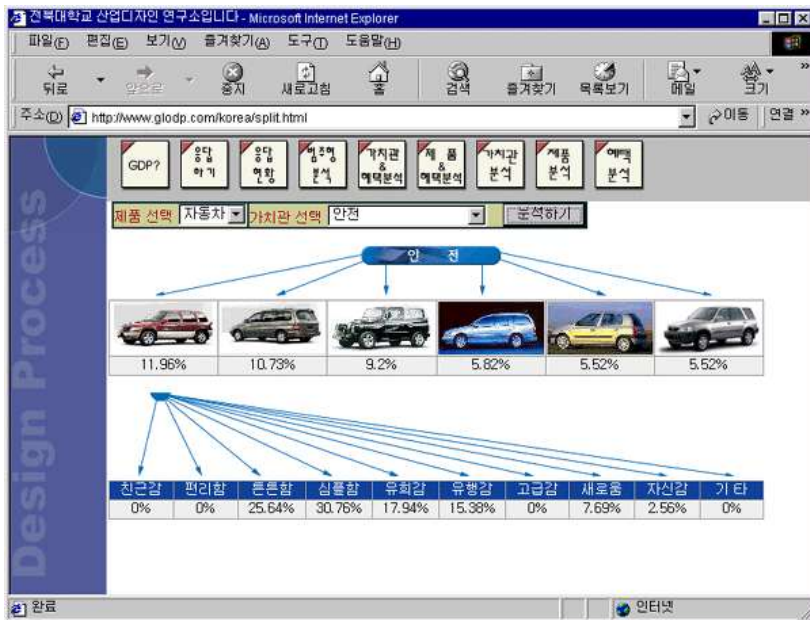 전북대학교 산업디자인 연구소입니다 - Microsoft Internet Explorer
파일(F) 편집(E) 보기(V) 즐겨찾기(A) 도구(T) 도움말(H)
뒤로 앞으로 중지 새로고침 홈 검색 즐겨찾기 목록보기 메일 크기 »
주소(D) http://www.glodp.com/korea/split.html 이동 연결 »
GDP? 응답 하기 응답 현황 범주형 분석 가치관 & 혜택분석 제 품 & 혜택분석 가치관 분석 제품 분석 혜택 분석
제품 선택 자동차 가치관 선택 안전 분석하기
안 전
11.96% 10.73% 9.2% 5.82% 5.52% 5.52%
친근감 편리함 튼튼함 심플함 유희감 유행감 고급감 새로움 자신감 기 타
0% 0% 25.64% 30.76% 17.94% 15.38% 0% 7.69% 2.56% 0%
Design Process
완료 인터넷